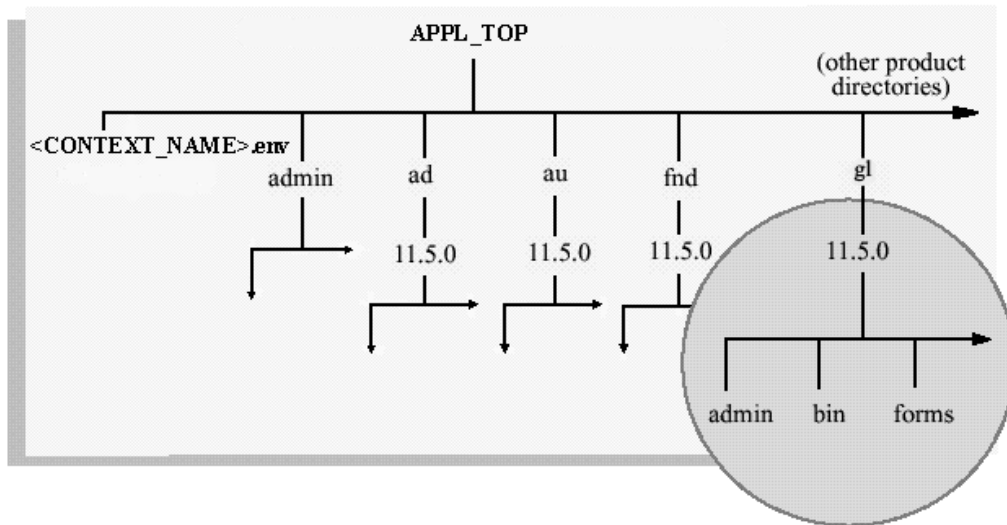 APPL_TOP
(other product
directories)
<CONTEXT_NAME>.env
admin
ad
au
fnd
gl
11.5.0
11.5.0
11.5.0
11.5.0
admin
bin
forms